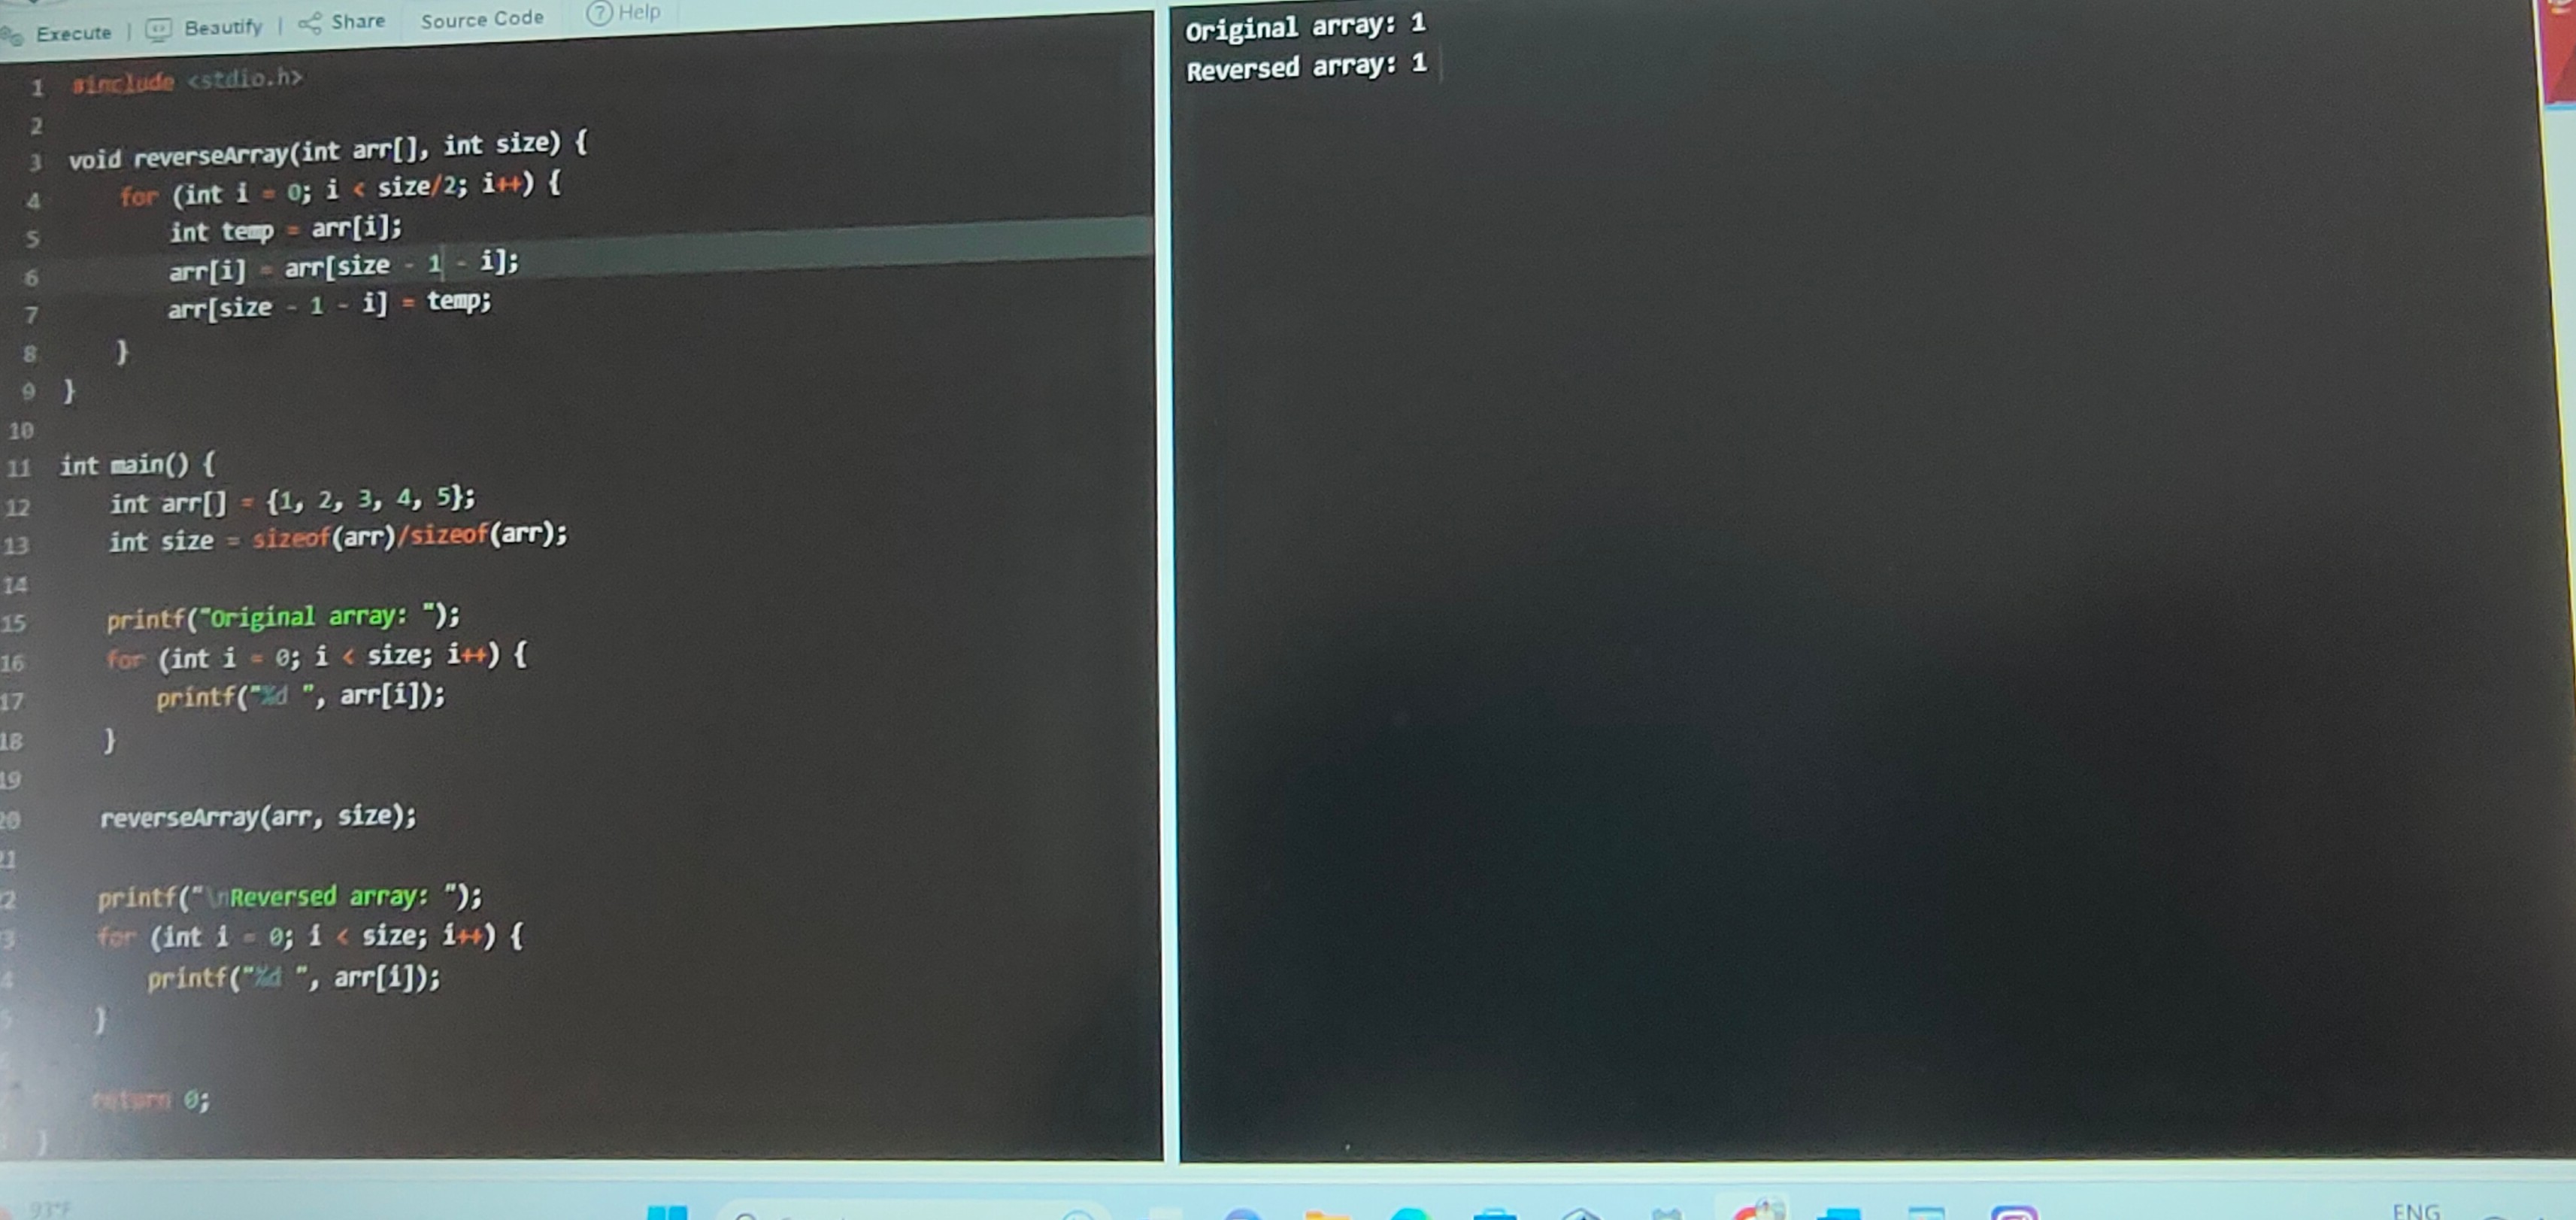 Execute | Beautify | Share Source Code ? Help
1 #include <stdio.h>
2
3 void reverseArray(int arr[], int size) {
4 for (int i = 0; i < size/2; i++) {
5 int temp = arr[i];
6 arr[i] = arr[size - 1 - i];
7 arr[size - 1 - i] = temp;
8 }
9 }
10
11 int main() {
12 int arr[] = {1, 2, 3, 4, 5};
13 int size = sizeof(arr)/sizeof(arr);
14
15 printf("Original array: ");
16 for (int i = 0; i < size; i++) {
17 printf("%d ", arr[i]);
18 }
19
20 reverseArray(arr, size);
21
2 printf("\nReversed array: ");
3 for (int i = 0; i < size; i++) {
4 printf("%d ", arr[i]);
5 }
return 0;
}
Original array: 1
Reversed array: 1
93°F
ENG